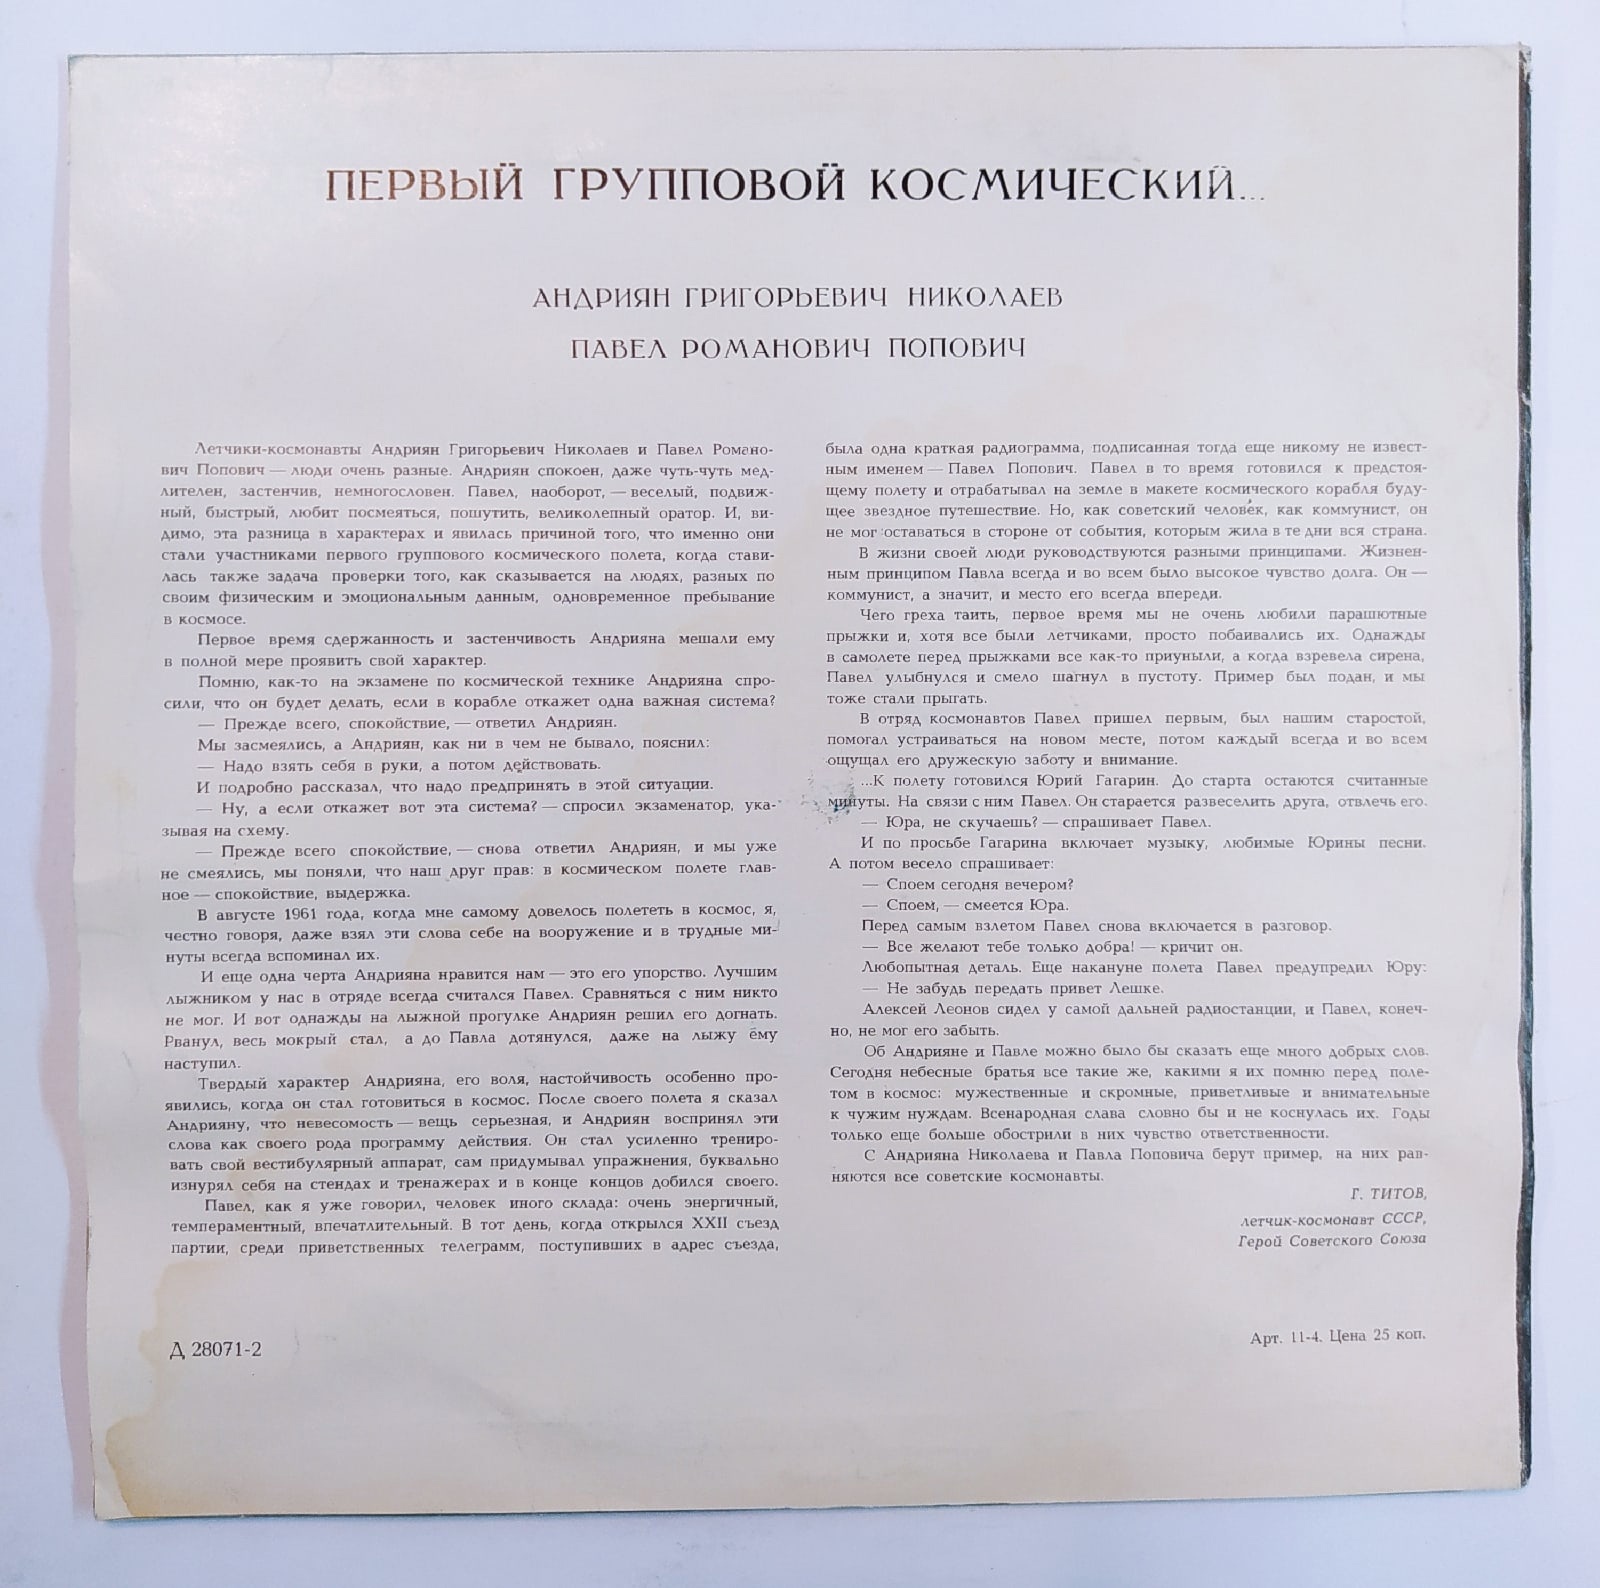 ПЕРВЫЙ ГРУППОВОЙ КОСМИЧЕСКИЙ...
АНДРИЯН ГРИГОРЬЕВИЧ НИКОЛАЕВ
ПАВЕЛ РОМАНОВИЧ ПОПОВИЧ
Летчики-космонавты Андриян Григорьевич Николаев и Павел Романо-
вич Попович — люди очень разные. Андриян спокоен, даже чуть-чуть мед-
лителен, застенчив, немногословен. Павел, наоборот, — веселый, подвиж-
ный, быстрый, любит посмеяться, пошутить, великолепный оратор. И, ви-
димо, эта разница в характерах и явилась причиной того, что именно они
стали участниками первого группового космического полета, когда стави-
лась также задача проверки того, как сказывается на людях, разных по
своим физическим и эмоциональным данным, одновременное пребывание
в космосе.
Первое время сдержанность и застенчивость Андрияна мешали ему
в полной мере проявить свой характер.
Помню, как-то на экзамене по космической технике Андрияна спро-
сили, что он будет делать, если в корабле откажет одна важная система?
— Прежде всего, спокойствие, — ответил Андриян.
Мы засмеялись, а Андриян, как ни в чем не бывало, пояснил:
— Надо взять себя в руки, а потом действовать.
И подробно рассказал, что надо предпринять в этой ситуации.
— Ну, а если откажет вот эта система? — спросил экзаменатор, ука-
зывая на схему.
— Прежде всего спокойствие, — снова ответил Андриян, и мы уже
не смеялись, мы поняли, что наш друг прав: в космическом полете глав-
ное — спокойствие, выдержка.
В августе 1961 года, когда мне самому довелось полететь в космос, я,
честно говоря, даже взял эти слова себе на вооружение и в трудные ми-
нуты всегда вспоминал их.
И еще одна черта Андрияна нравится нам — это его упорство. Лучшим
лыжником у нас в отряде всегда считался Павел. Сравняться с ним никто
не мог. И вот однажды на лыжной прогулке Андриян решил его догнать.
Рванул, весь мокрый стал, а до Павла дотянулся, даже на лыжу ему
наступил.
Твердый характер Андрияна, его воля, настойчивость особенно про-
явились, когда он стал готовиться в космос. После своего полета я сказал
Андрияну, что невесомость — вещь серьезная, и Андриян воспринял эти
слова как своего рода программу действия. Он стал усиленно трениро-
вать свой вестибулярный аппарат, сам придумывал упражнения, буквально
изнурял себя на стендах и тренажерах и в конце концов добился своего.
Павел, как я уже говорил, человек иного склада: очень энергичный,
темпераментный, впечатлительный. В тот день, когда открылся XXII съезд
партии, среди приветственных телеграмм, поступивших в адрес съезда,
была одна краткая радиограмма, подписанная тогда еще никому не извест-
ным именем — Павел Попович. Павел в то время готовился к предстоя-
щему полету и отрабатывал на земле в макете космического корабля буду-
щее звездное путешествие. Но, как советский человек, как коммунист, он
не мог оставаться в стороне от события, которым жила в те дни вся страна.
В жизни своей люди руководствуются разными принципами. Жизнен-
ным принципом Павла всегда и во всем было высокое чувство долга. Он —
коммунист, а значит, и место его всегда впереди.
Чего греха таить, первое время мы не очень любили парашютные
прыжки и, хотя все были летчиками, просто побаивались их. Однажды
в самолете перед прыжками все как-то приуныли, а когда взревела сирена,
Павел улыбнулся и смело шагнул в пустоту. Пример был подан, и мы
тоже стали прыгать.
В отряд космонавтов Павел пришел первым, был нашим старостой,
помогал устраиваться на новом месте, потом каждый всегда и во всем
ощущал его дружескую заботу и внимание.
...К полету готовился Юрий Гагарин. До старта остаются считанные
минуты. На связи с ним Павел. Он старается развеселить друга, отвлечь его.
— Юра, не скучаешь? — спрашивает Павел.
И по просьбе Гагарина включает музыку, любимые Юрины песни.
А потом весело спрашивает:
— Споем сегодня вечером?
— Споем, — смеется Юра.
Перед самым взлетом Павел снова включается в разговор.
— Все желают тебе только добра! — кричит он.
Любопытная деталь. Еще накануне полета Павел предупредил Юру:
— Не забудь передать привет Лешке.
Алексей Леонов сидел у самой дальней радиостанции, и Павел, конеч-
но, не мог его забыть.
Об Андрияне и Павле можно было бы сказать еще много добрых слов.
Сегодня небесные братья все такие же, какими я их помню перед поле-
том в космос: мужественные и скромные, приветливые и внимательные
к чужим нуждам. Всенародная слава словно бы и не коснулась их. Годы
только еще больше обострили в них чувство ответственности.
С Андрияна Николаева и Павла Поповича берут пример, на них рав-
няются все советские космонавты.
Г. ТИТОВ,
летчик-космонавт СССР,
Герой Советского Союза
Д 28071-2
Арт. 11-4. Цена 25 коп.